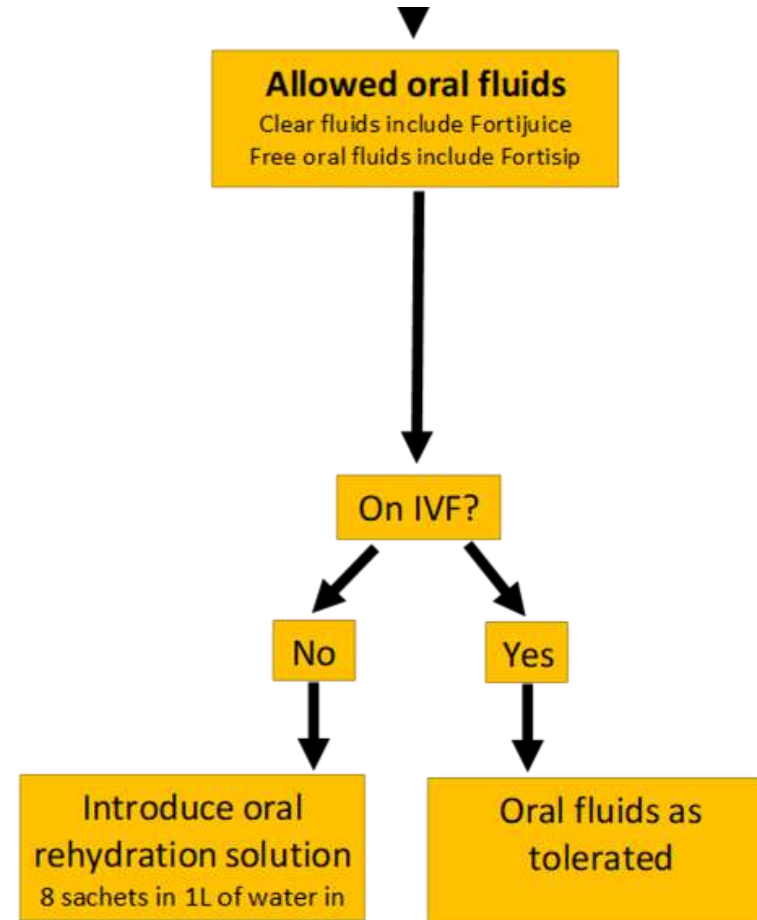 Allowed oral fluids
Clear fluids include Fortijuice
Free oral fluids include Fortisip
On IVF?
No
Yes
Introduce oral
rehydration solution
8 sachets in 1L of water in
Oral fluids as
tolerated